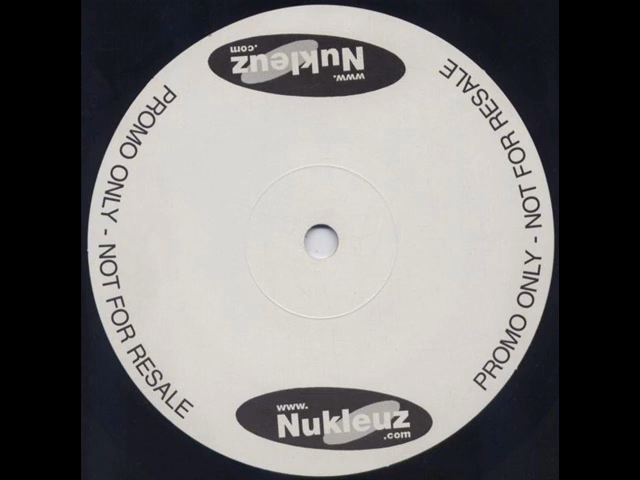 www.
Nukleuz
.com
PROMO ONLY - NOT FOR RESALE
PROMO ONLY - NOT FOR RESALE
www.
Nukleuz
.com